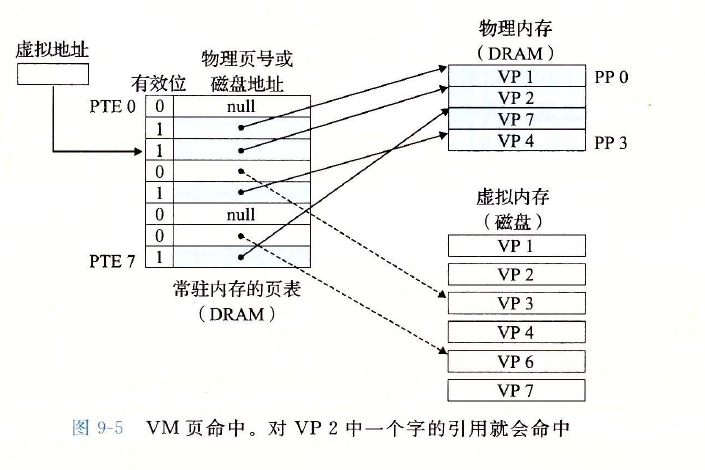 虚拟地址
物理页号或
有效位 磁盘地址
PTE 0 0 null
1
1
0
1
0 null
0
PTE 7 1
常驻内存的页表
（DRAM）
物理内存
（DRAM）
VP 1 PP 0
VP 2
VP 7
VP 4 PP 3
虚拟内存
（磁盘）
VP 1
VP 2
VP 3
VP 4
VP 6
VP 7
图 9-5 VM 页命中。对 VP 2 中一个字的引用就会命中